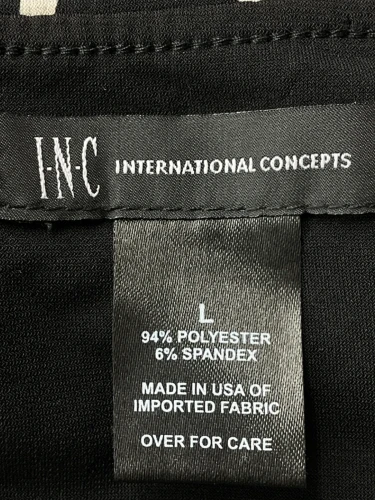 I·N·C INTERNATIONAL CONCEPTS
L
94% POLYESTER
6% SPANDEX
MADE IN USA OF
IMPORTED FABRIC
OVER FOR CARE